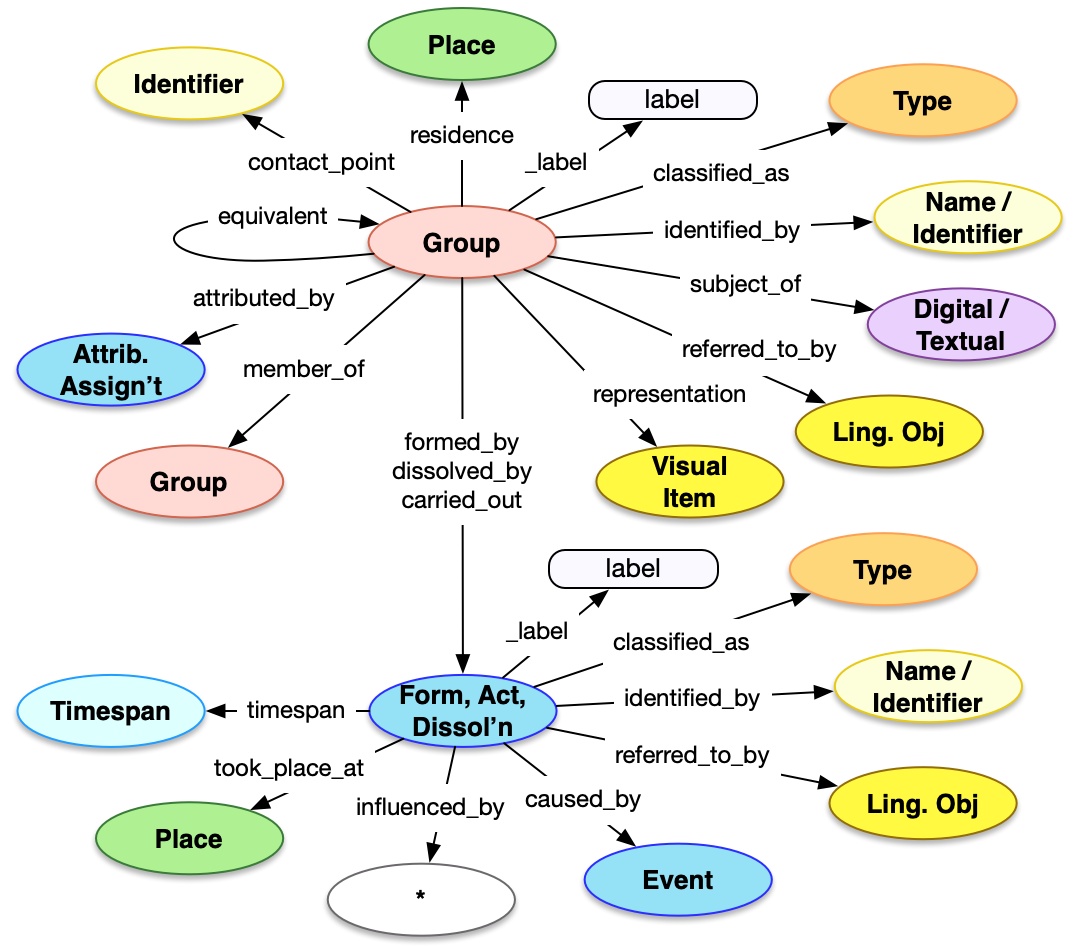 Place
Identifier
label
Type
residence
contact_point
_label
classified_as
equivalent
Group
identified_by
Name /
Identifier
subject_of
attributed_by
Digital /
Textual
referred_to_by
Attrib.
Assign’t
member_of
representation
Ling. Obj
formed_by
dissolved_by
carried_out
Group
Visual
Item
label
Type
_label
classified_as
Name /
Identifier
Timespan
timespan
Form, Act,
Dissol’n
identified_by
referred_to_by
took_place_at
influenced_by
caused_by
Ling. Obj
Place
*
Event